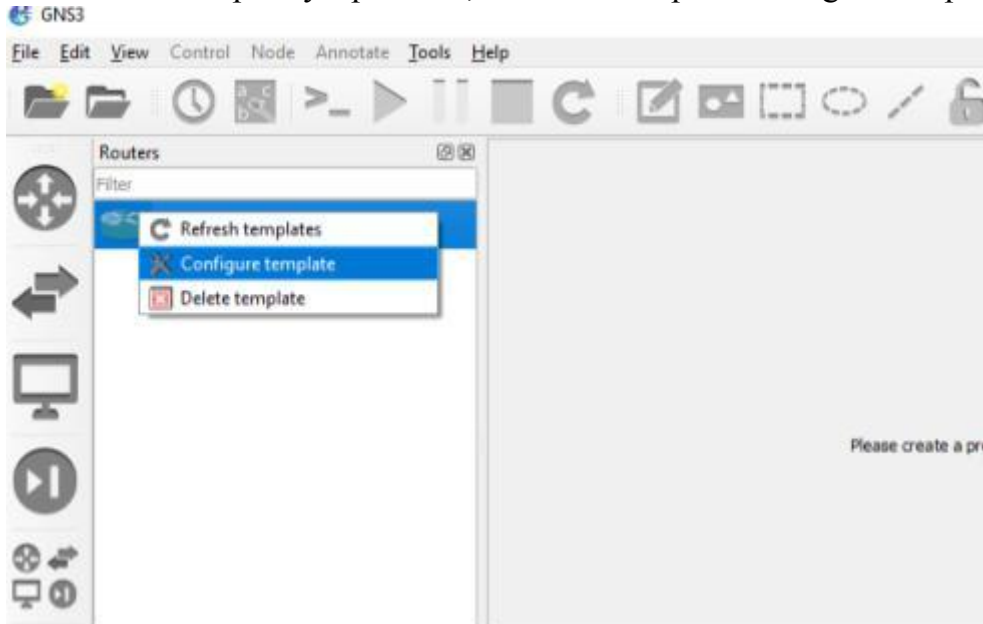 GNS3
File Edit View Control Node Annotate Tools Help
Routers
Filter
Refresh templates
Configure template
Delete template
Please create a pr